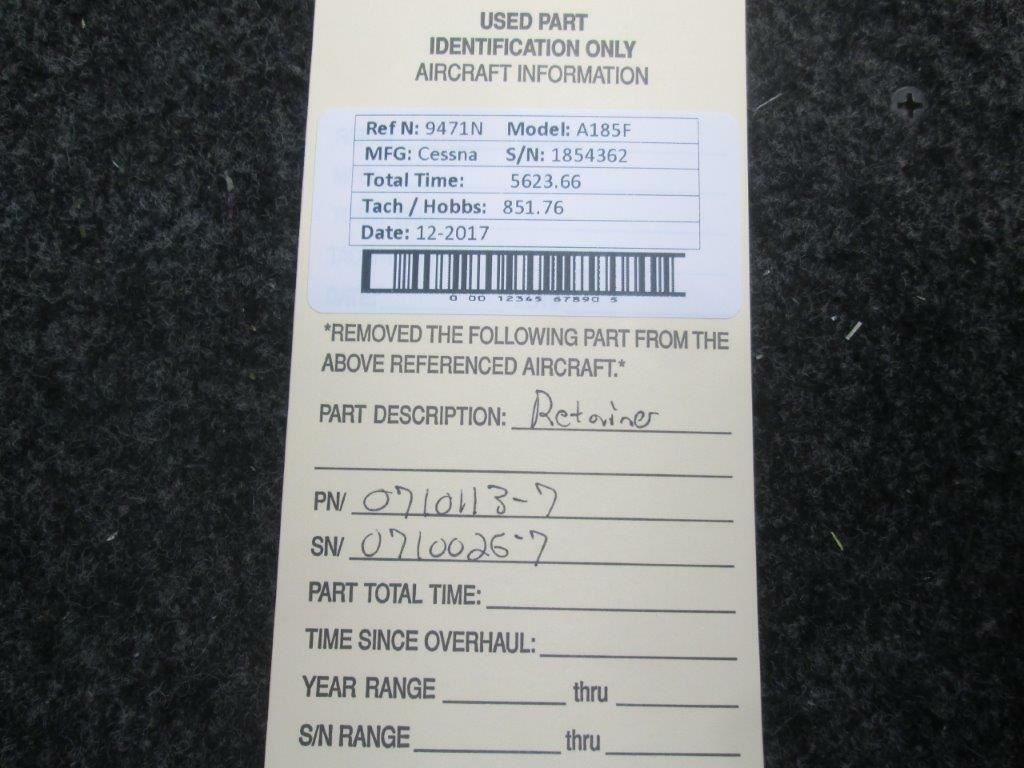 USED PART
IDENTIFICATION ONLY
AIRCRAFT INFORMATION
Ref N: 9471N Model: A185F
MFG: Cessna S/N: 1854362
Total Time: 5623.66
Tach / Hobbs: 851.76
Date: 12-2017
0 00 12345 67890 5
*REMOVED THE FOLLOWING PART FROM THE
ABOVE REFERENCED AIRCRAFT.*
PART DESCRIPTION: Retainer
PN/ 0710113-7
SN/ 0710026-7
PART TOTAL TIME:
TIME SINCE OVERHAUL:
YEAR RANGE thru
S/N RANGE thru